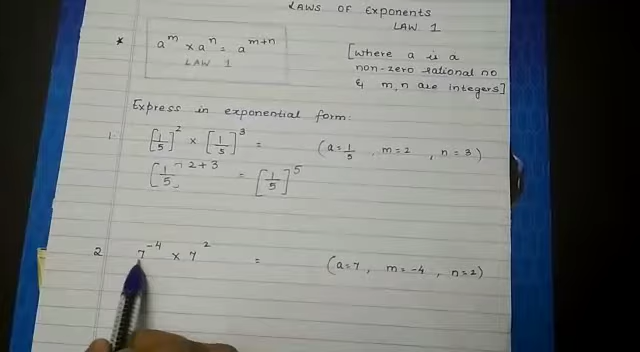 LAWS OF Exponents
LAW 1
* a^m × a^n = a^(m+n)
LAW 1
[where a is a
non-zero rational no
& m, n are integers]
Express in exponential form:
1. [1/5]^2 × [1/5]^3 = (a=1/5, m=2, n=3)
[1/5]^(2+3) = [1/5]^5
2 7^-4 × 7^2 = (a=7, m=-4, n=2)